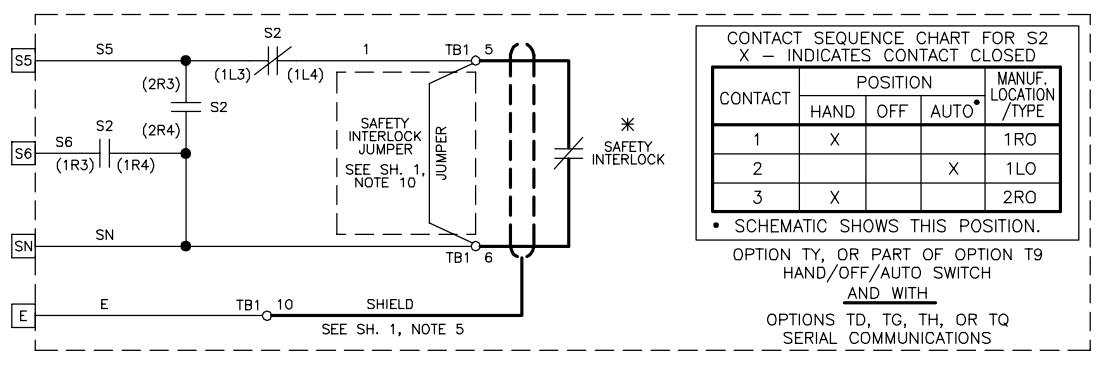 S5
S5
S2
(1L3)
(1L4)
1
TB1
5
(2R3)
S2
(2R4)
S6
S6
S2
(1R3)
(1R4)
SAFETY
INTERLOCK
JUMPER
SEE SH. 1,
NOTE 10
JUMPER
*
SAFETY
INTERLOCK
SN
SN
TB1
6
E
E
TB1
10
SHIELD
SEE SH. 1, NOTE 5
CONTACT SEQUENCE CHART FOR S2
X – INDICATES CONTACT CLOSED
CONTACT
POSITION
MANUF.
LOCATION
/TYPE
HAND
OFF
AUTO•
1 X 1RO
2 X 1LO
3 X 2RO
• SCHEMATIC SHOWS THIS POSITION.
OPTION TY, OR PART OF OPTION T9
HAND/OFF/AUTO SWITCH
AND WITH
OPTIONS TD, TG, TH, OR TQ
SERIAL COMMUNICATIONS